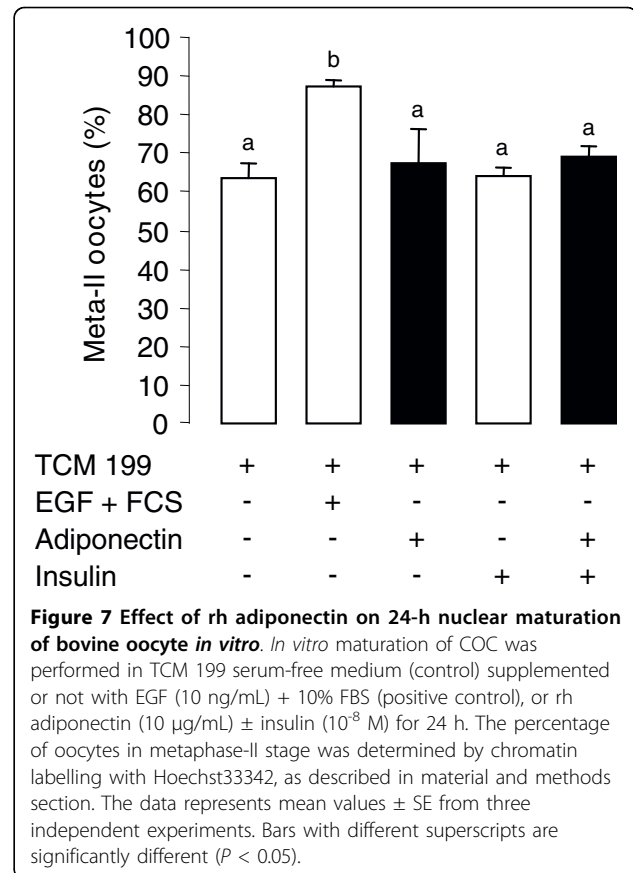 100
90
80
70
60
50
40
30
20
10
0
Meta-II oocytes (%)
a
b
a
a
a
TCM 199 + + + + +
EGF + FCS - + - - -
Adiponectin - - + - +
Insulin - - - + +
Figure 7 Effect of rh adiponectin on 24-h nuclear maturation
of bovine oocyte in vitro. In vitro maturation of COC was
performed in TCM 199 serum-free medium (control) supplemented
or not with EGF (10 ng/mL) + 10% FBS (positive control), or rh
adiponectin (10 μg/mL) ± insulin (10⁻⁸ M) for 24 h. The percentage
of oocytes in metaphase-II stage was determined by chromatin
labelling with Hoechst33342, as described in material and methods
section. The data represents mean values ± SE from three
independent experiments. Bars with different superscripts are
significantly different (P < 0.05).